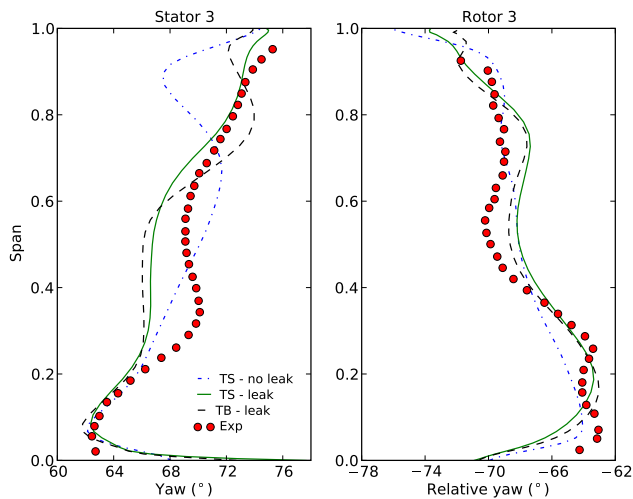 Stator 3
Rotor 3
1.0
0.8
0.6
0.4
0.2
0.0
Span
60
64
68
72
76
Yaw (°)
TS - no leak
TS - leak
TB - leak
Exp
1.0
0.8
0.6
0.4
0.2
0.0
−78
−74
−70
−66
−62
Relative yaw (°)